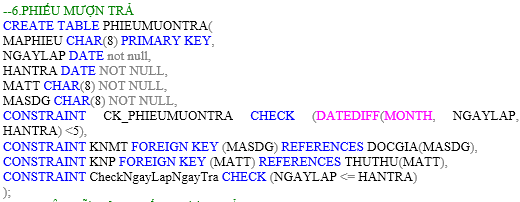 --6.PHIẾU MƯỢN TRẢ
CREATE TABLE PHIEUMUONTRA(
MAPHIEU CHAR(8) PRIMARY KEY,
NGAYLAP DATE not null,
HANTRA DATE NOT NULL,
MATT CHAR(8) NOT NULL,
MASDG CHAR(8) NOT NULL,
CONSTRAINT CK_PHIEUMUONTRA CHECK (DATEDIFF(MONTH, NGAYLAP,
HANTRA) <5),
CONSTRAINT KNMT FOREIGN KEY (MASDG) REFERENCES DOCGIA(MASDG),
CONSTRAINT KNP FOREIGN KEY (MATT) REFERENCES THUTHU(MATT),
CONSTRAINT CheckNgayLapNgayTra CHECK (NGAYLAP <= HANTRA)
);